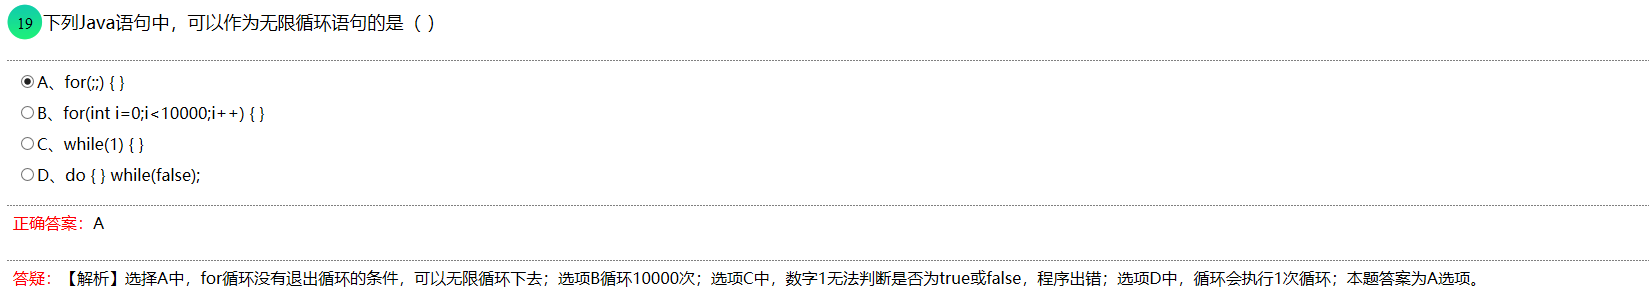 19 下列Java语句中，可以作为无限循环语句的是（ ）
A、for(;;) { }
B、for(int i=0;i<10000;i++) { }
C、while(1) { }
D、do { } while(false);
正确答案：A
答疑：【解析】选择A中，for循环没有退出循环的条件，可以无限循环下去；选项B循环10000次；选项C中，数字1无法判断是否为true或false，程序出错；选项D中，循环会执行1次循环；本题答案为A选项。